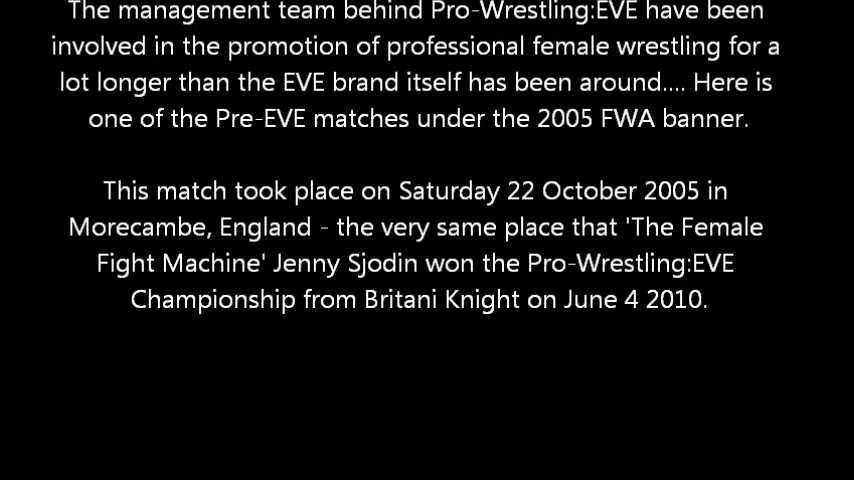 The management team behind Pro-Wrestling:EVE have been
involved in the promotion of professional female wrestling for a
lot longer than the EVE brand itself has been around.... Here is
one of the Pre-EVE matches under the 2005 FWA banner.
This match took place on Saturday 22 October 2005 in
Morecambe, England - the very same place that 'The Female
Fight Machine' Jenny Sjodin won the Pro-Wrestling:EVE
Championship from Britani Knight on June 4 2010.